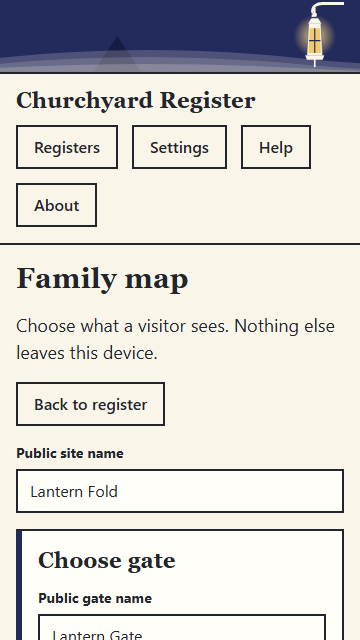 Churchyard Register
Registers
Settings
Help
About
Family map
Choose what a visitor sees. Nothing else
leaves this device.
Back to register
Public site name
Lantern Fold
Choose gate
Public gate name
Lantern Gate